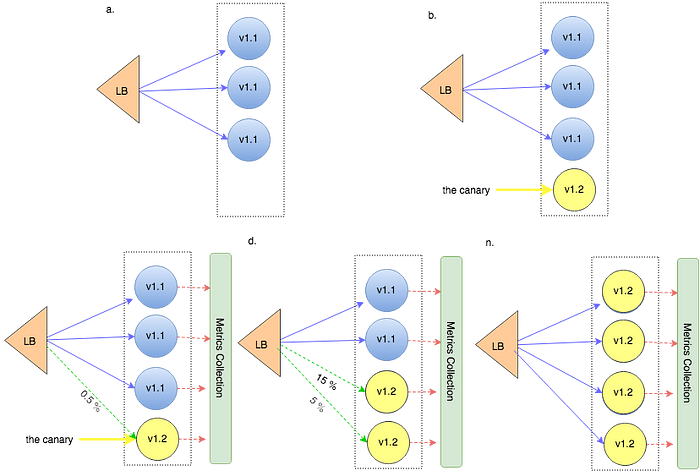 a.
LB
v1.1
v1.1
v1.1
b.
LB
v1.1
v1.1
v1.1
the canary
v1.2
LB
v1.1
v1.1
v1.1
0.5 %
the canary
v1.2
Metrics Collection
d.
LB
v1.1
v1.1
15 %
5 %
v1.2
v1.2
Metrics Collection
n.
LB
v1.2
v1.2
v1.2
v1.2
Metrics Collection